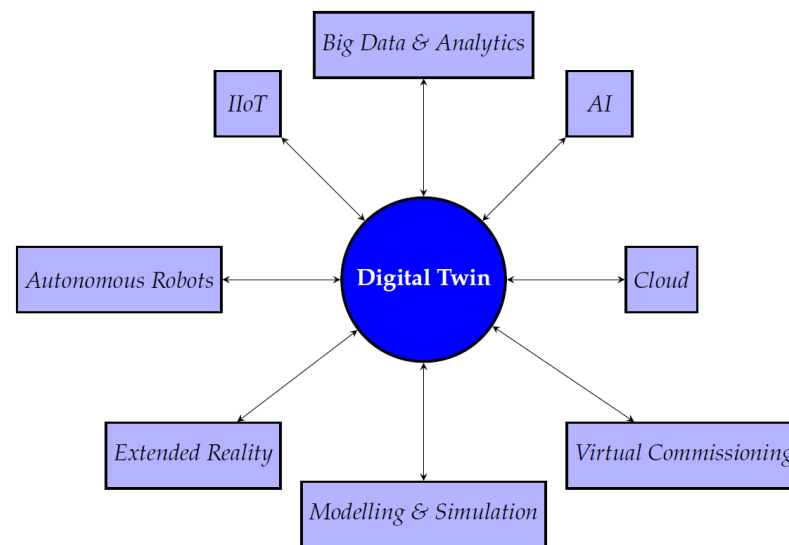 Big Data & Analytics
IIoT
AI
Autonomous Robots
Digital Twin
Cloud
Extended Reality
Virtual Commissioning
Modelling & Simulation